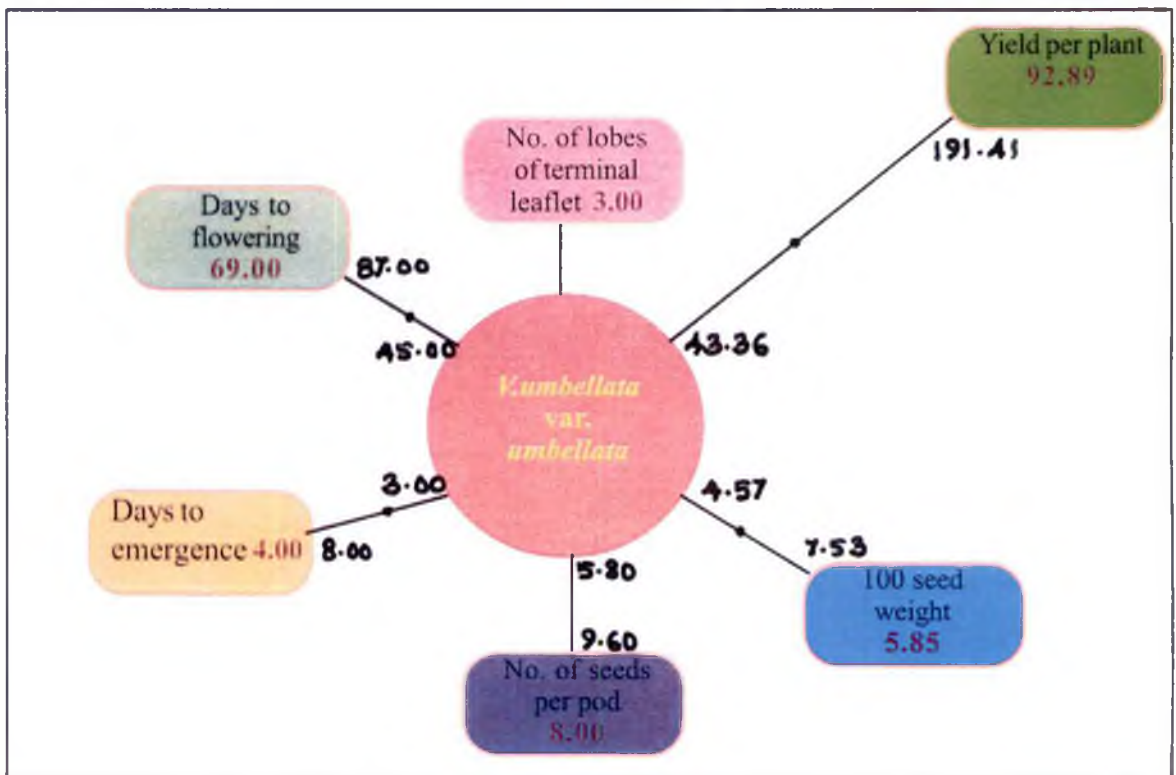 Yield per plant
92.89
191.41
No. of lobes
of terminal
leaflet 3.00
Days to
flowering
69.00
87.00
45.00
43.36
V.umbellata
var.
umbellata
3.00
4.57
Days to
emergence 4.00
8.00
7.53
5.80
9.60
100 seed
weight
5.85
No. of seeds
per pod
8.00